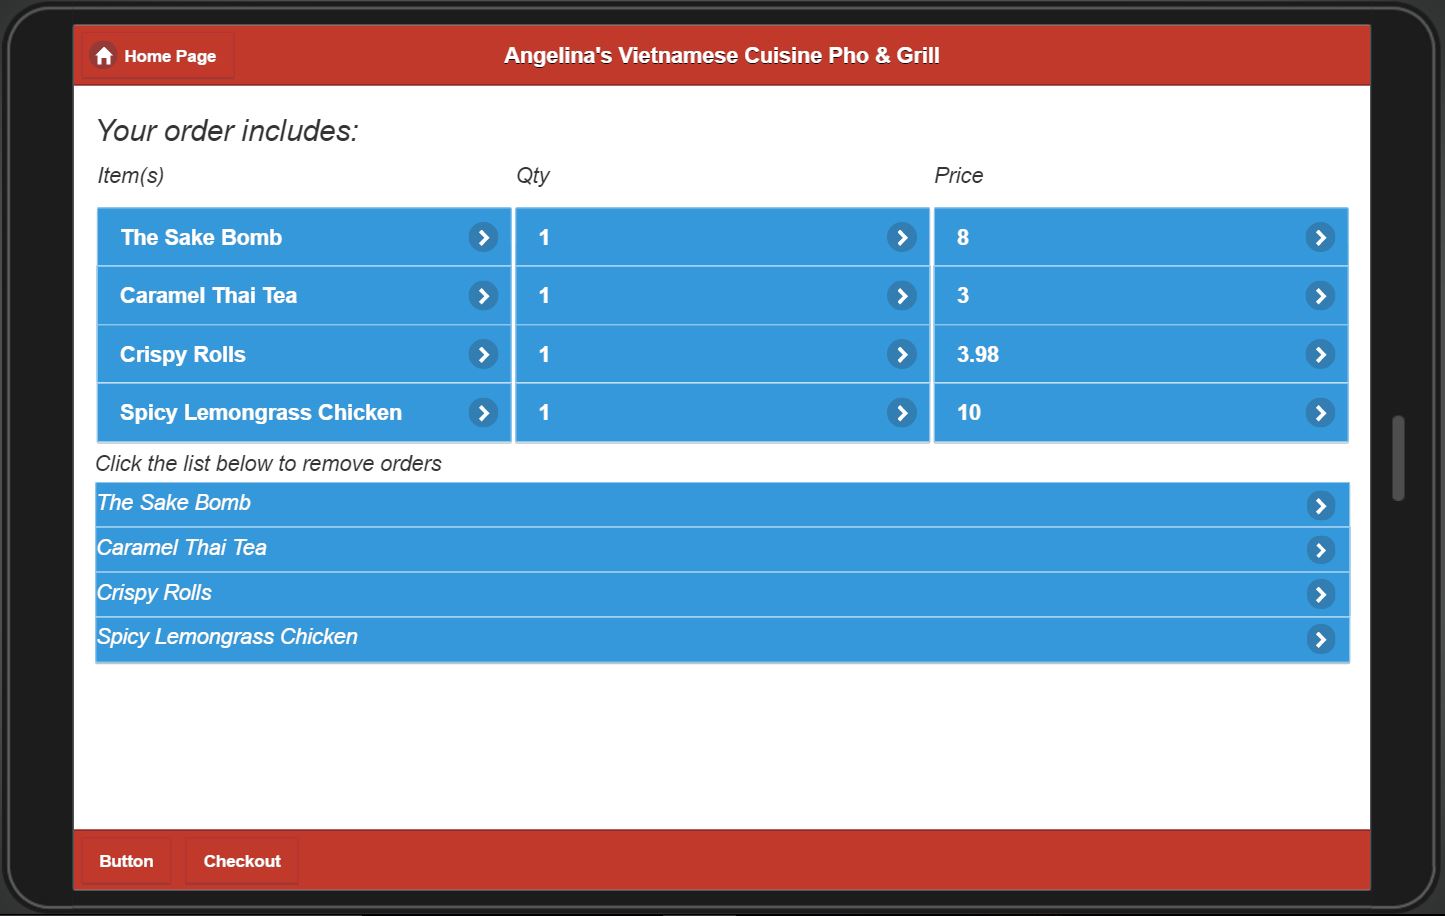 Home Page
Angelina's Vietnamese Cuisine Pho & Grill
Your order includes:
Item(s) Qty Price
The Sake Bomb 1 8
Caramel Thai Tea 1 3
Crispy Rolls 1 3.98
Spicy Lemongrass Chicken 1 10
Click the list below to remove orders
The Sake Bomb
Caramel Thai Tea
Crispy Rolls
Spicy Lemongrass Chicken
Button Checkout